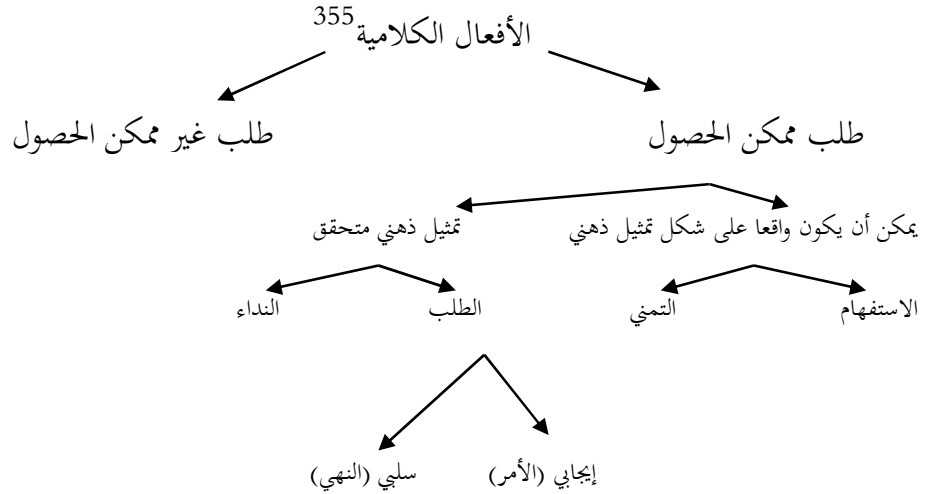 الأفعال الكلامية355
طلب ممكن الحصول طلب غير ممكن الحصول
يمكن أن يكون واقعا على شكل تمثيل ذهني تمثيل ذهني متحقق
الاستفهام التمني الطلب النداء
إيجابي (الأمر) سلبي (النهي)